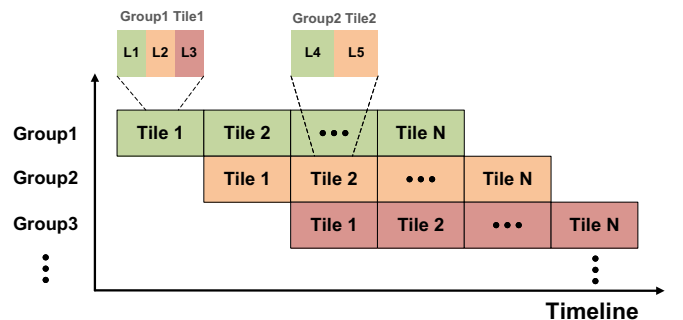 Group1 Tile1
Group2 Tile2
L1 L2 L3
L4 L5
Group1 Tile 1 Tile 2 ••• Tile N
Group2 Tile 1 Tile 2 ••• Tile N
Group3 Tile 1 Tile 2 ••• Tile N
Timeline